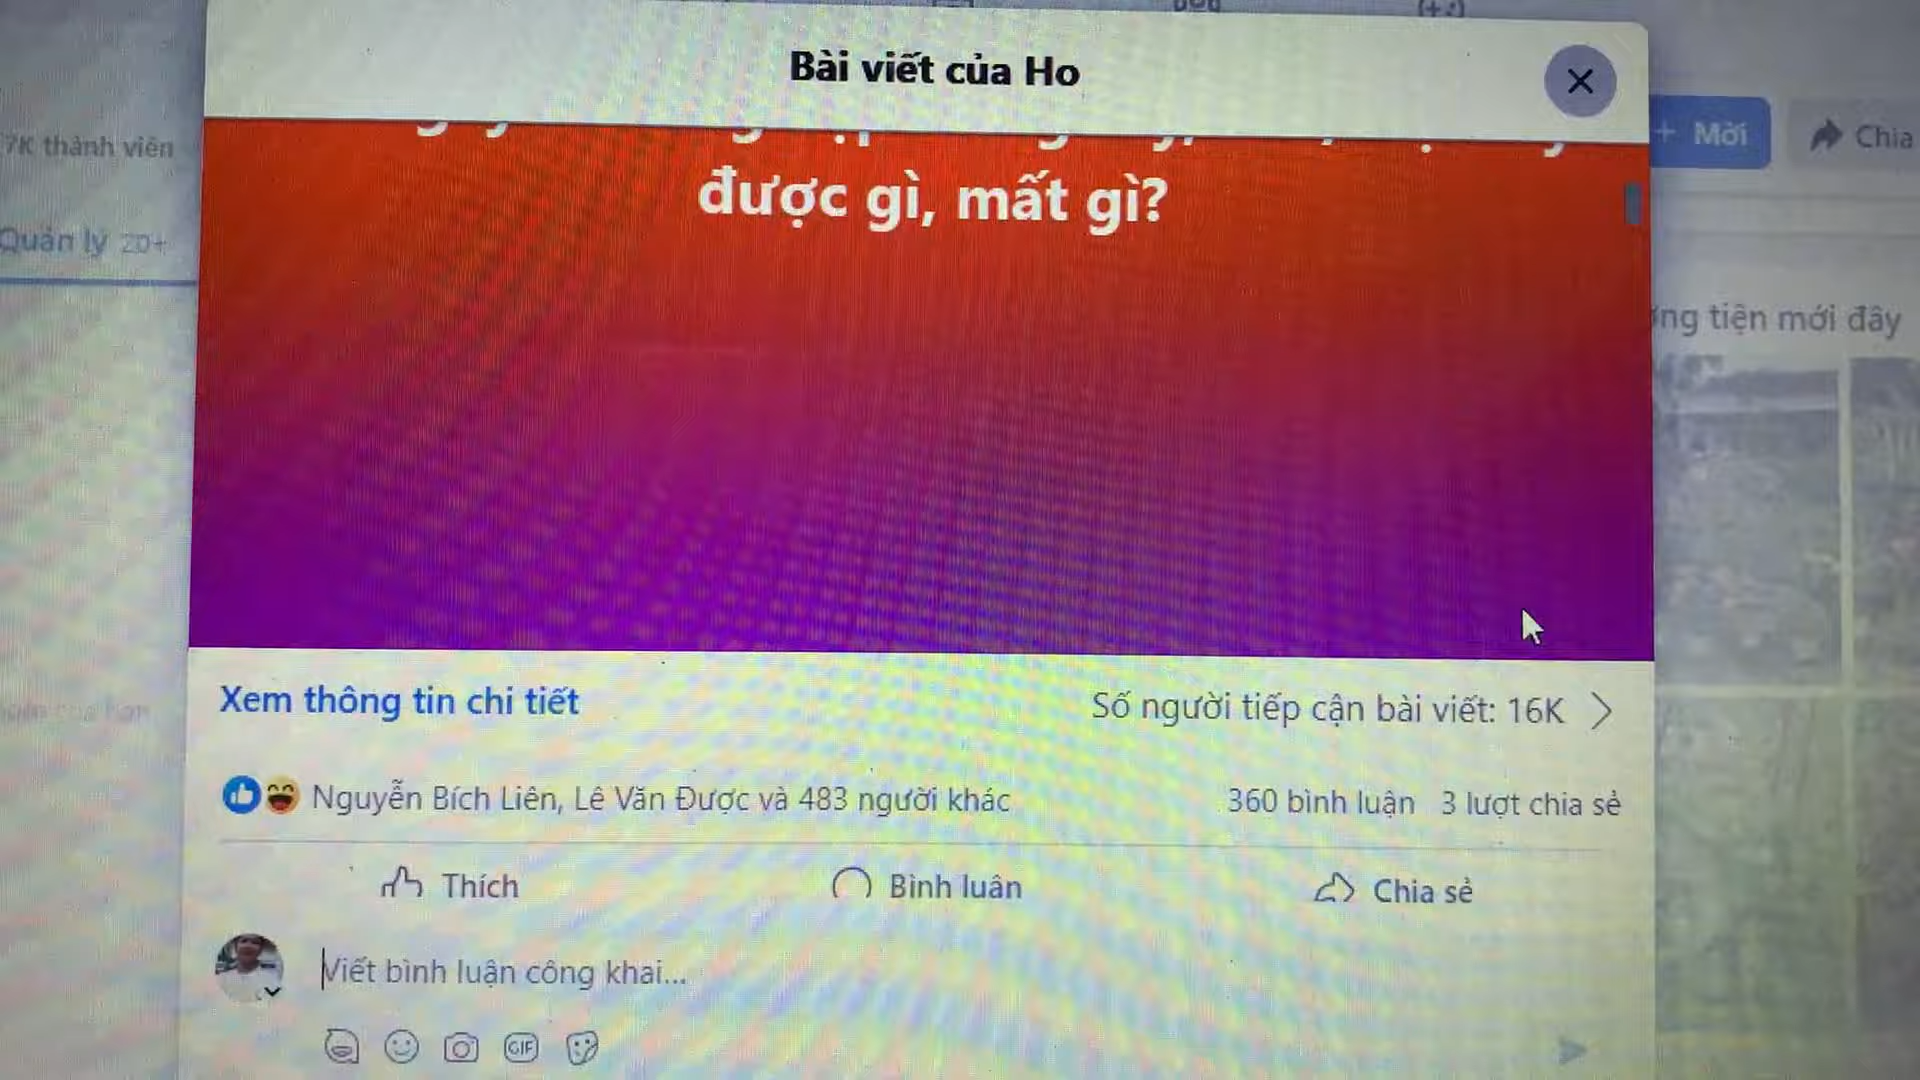 Bài viết của Ho
7K thành viên
+ Mời
Chia
được gì, mất gì?
Quản lý 20+
ng tiện mới đây
Xem thông tin chi tiết
Số người tiếp cận bài viết: 16K
Nguyễn Bích Liên, Lê Văn Được và 483 người khác
360 bình luận 3 lượt chia sẻ
Thích
Bình luân
Chia sẻ
Viết bình luận công khai...
GIF